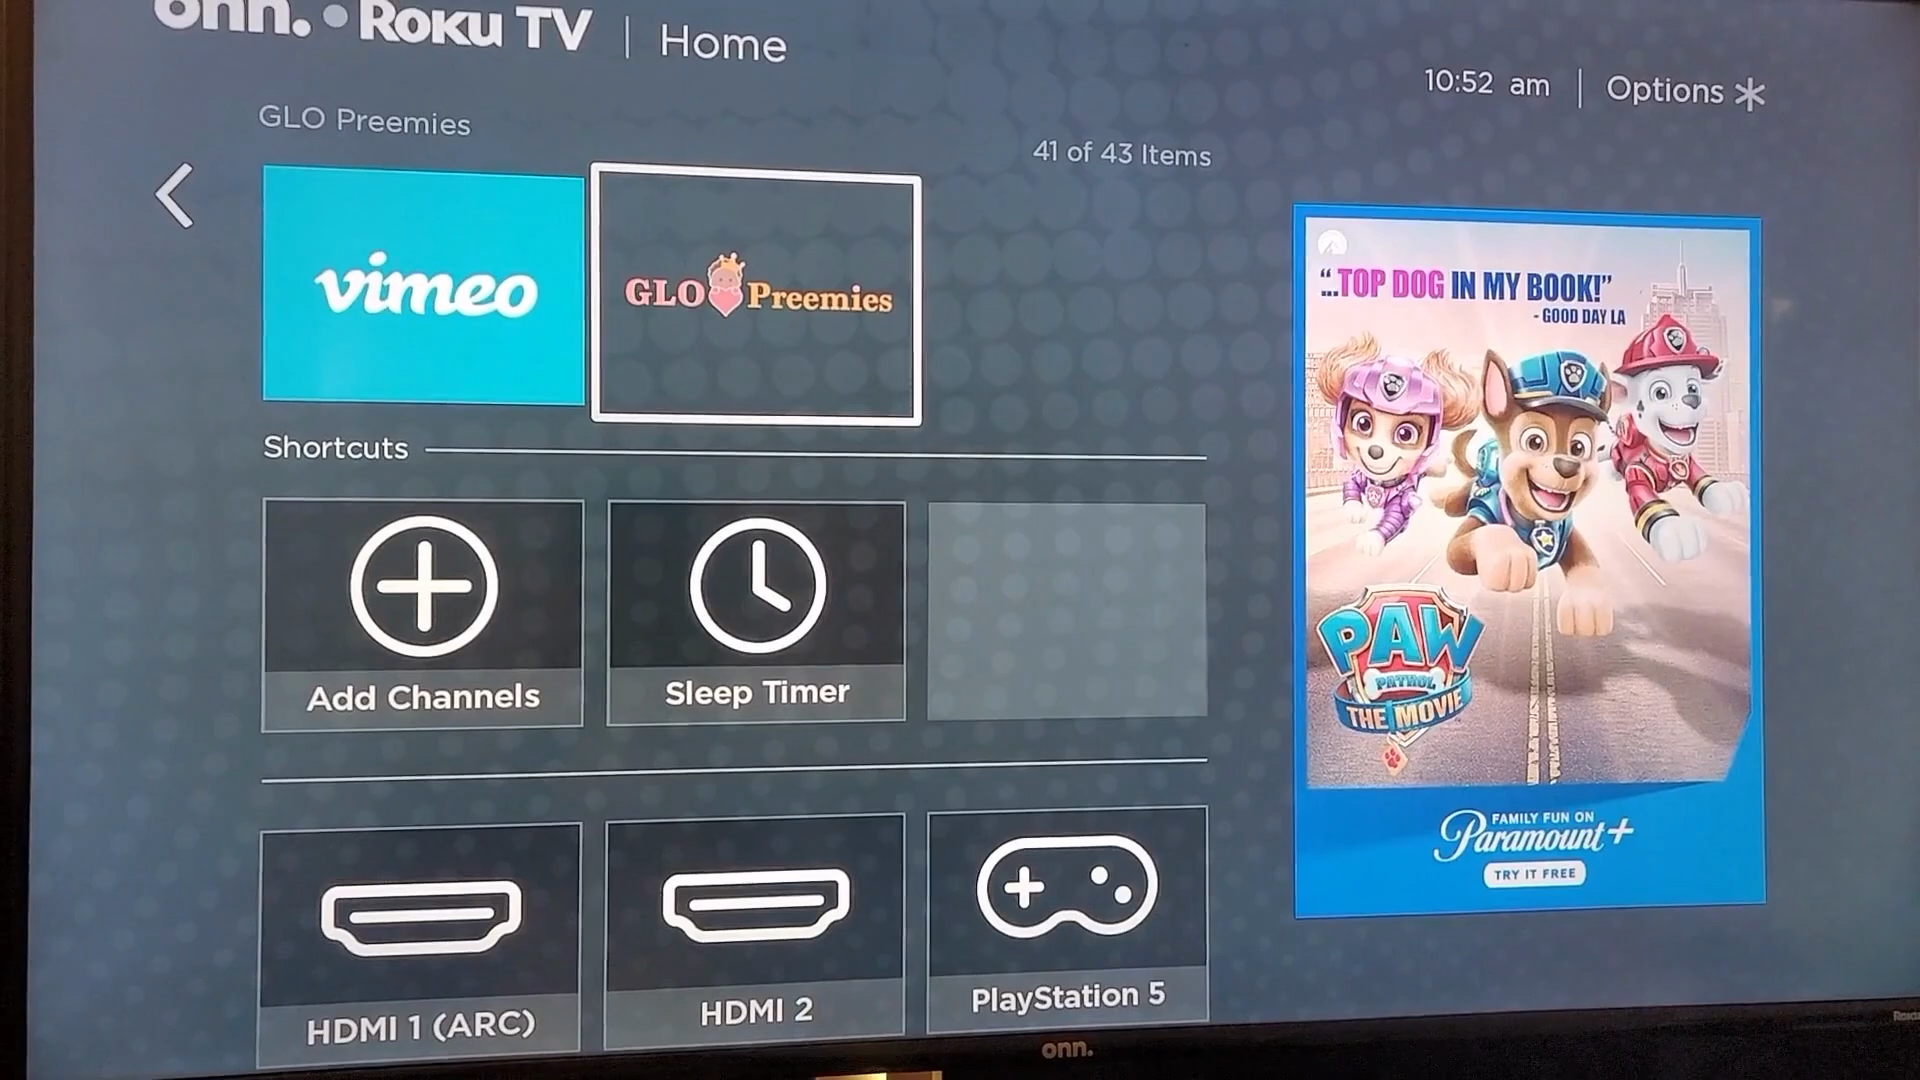 onn. • Roku TV | Home
10:52 am | Options
GLO Preemies
41 of 43 Items
vimeo
GLO Preemies
Shortcuts
Add Channels
Sleep Timer
HDMI 1 (ARC)
HDMI 2
PlayStation 5
"...TOP DOG IN MY BOOK!"
- GOOD DAY LA
PAW
PATROL
THE MOVIE
FAMILY FUN ON
Paramount+
TRY IT FREE
onn.
Roku